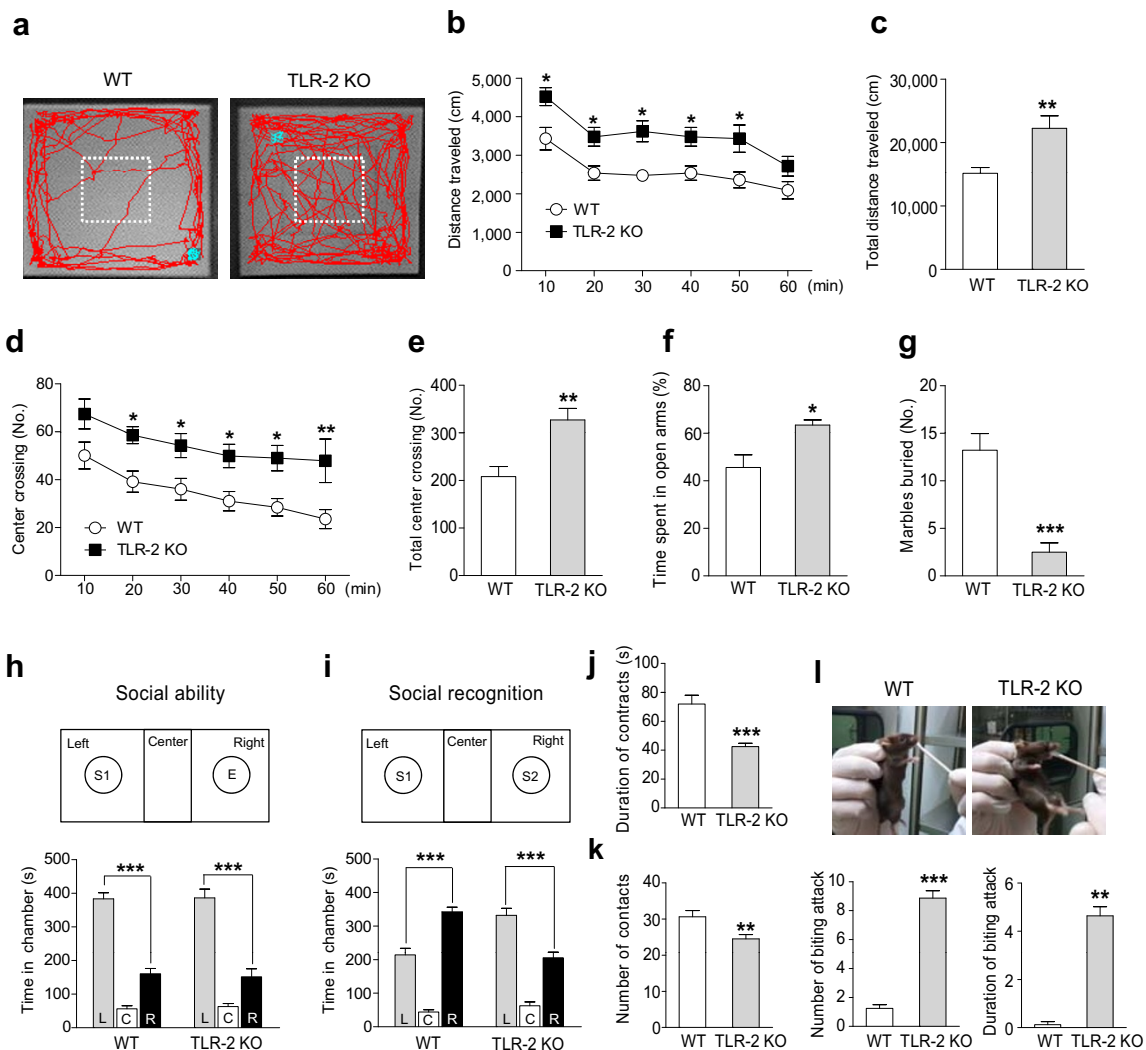 a
WT
TLR-2 KO
b
Distance traveled (cm)
5,000
4,000
3,000
2,000
1,000
0
* * * * *
WT
TLR-2 KO
10 20 30 40 50 60 (min)
c
Total distance traveled (cm)
30,000
20,000
10,000
0
**
WT TLR-2 KO
d
Center crossing (No.)
80
60
40
20
0
* * * * **
WT
TLR-2 KO
10 20 30 40 50 60 (min)
e
Total center crossing (No.)
400
300
200
100
0
**
WT TLR-2 KO
f
Time spent in open arms (%)
80
60
40
20
0
*
WT TLR-2 KO
g
Marbles buried (No.)
20
15
10
5
0
***
WT TLR-2 KO
h
Social ability
Left Center Right
S1 E
Time in chamber (s)
500
400
300
200
100
0
*** ***
L C R L C R
WT TLR-2 KO
i
Social recognition
Left Center Right
S1 S2
Time in chamber (s)
500
400
300
200
100
0
*** ***
L C R L C R
WT TLR-2 KO
j
Duration of contracts (s)
100
80
60
40
20
0
***
WT TLR-2 KO
k
Number of contacts
40
30
20
10
0
**
WT TLR-2 KO
l
WT TLR-2 KO
Number of biting attack
10
8
6
4
2
0
***
WT TLR-2 KO
Duration of biting attack
6
4
2
0
**
WT TLR-2 KO